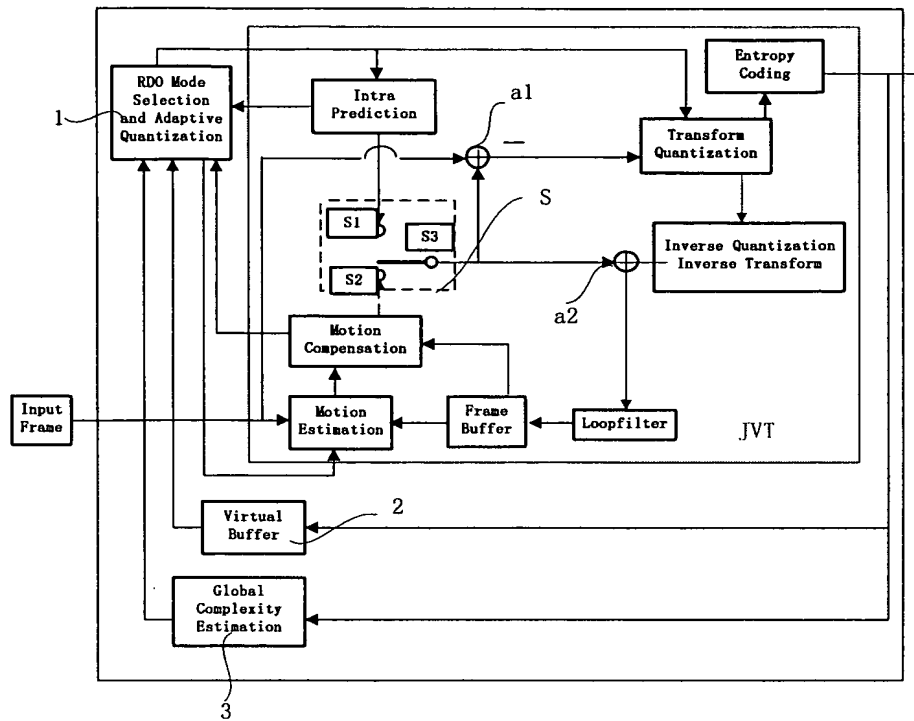 RDO Mode
Selection
and Adaptive
Quantization
1
Intra
Prediction
a1
Entropy
Coding
Transform
Quantization
S1
S3
S
S2
Inverse Quantization
Inverse Transform
a2
Motion
Compensation
Input
Frame
Motion
Estimation
Frame
Buffer
Loopfilter
JVT
Virtual
Buffer
2
Global
Complexity
Estimation
3